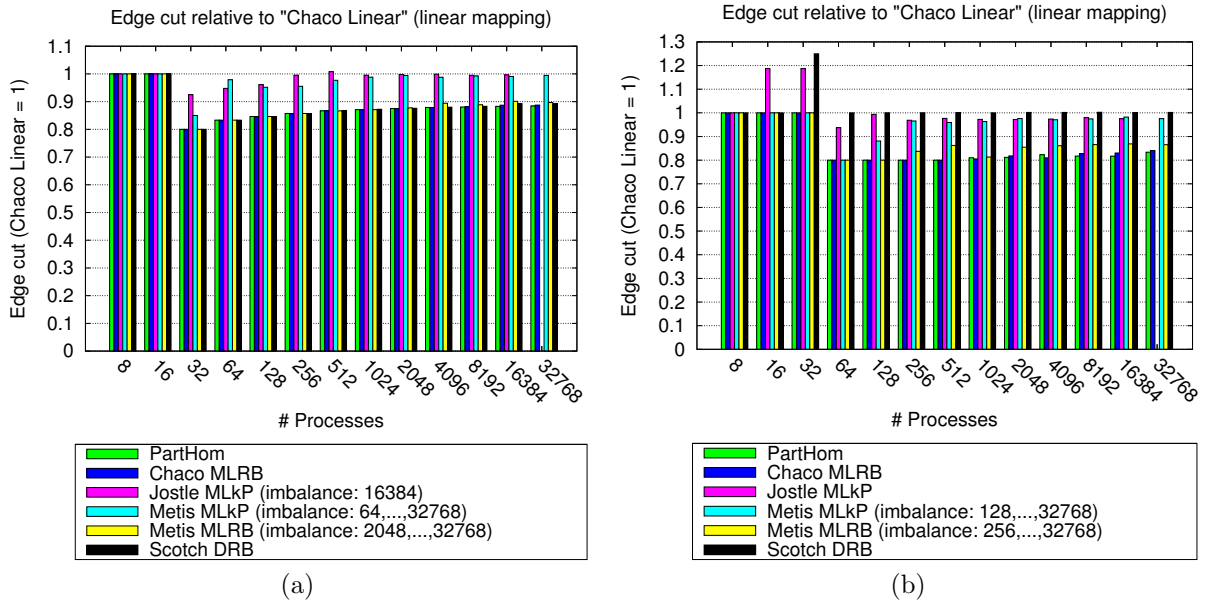 Edge cut relative to "Chaco Linear" (linear mapping)
Edge cut (Chaco Linear = 1)
1.1
1
0.9
0.8
0.7
0.6
0.5
0.4
0.3
0.2
0.1
0
8
16
32
64
128
256
512
1024
2048
4096
8192
16384
32768
# Processes
PartHom
Chaco MLRB
Jostle MLkP (imbalance: 16384)
Metis MLkP (imbalance: 64,...,32768)
Metis MLRB (imbalance: 2048,...,32768)
Scotch DRB
(a)
Edge cut relative to "Chaco Linear" (linear mapping)
Edge cut (Chaco Linear = 1)
1.3
1.2
1.1
1
0.9
0.8
0.7
0.6
0.5
0.4
0.3
0.2
0.1
0
8
16
32
64
128
256
512
1024
2048
4096
8192
16384
32768
# Processes
PartHom
Chaco MLRB
Jostle MLkP
Metis MLkP (imbalance: 128,...,32768)
Metis MLRB (imbalance: 256,...,32768)
Scotch DRB
(b)